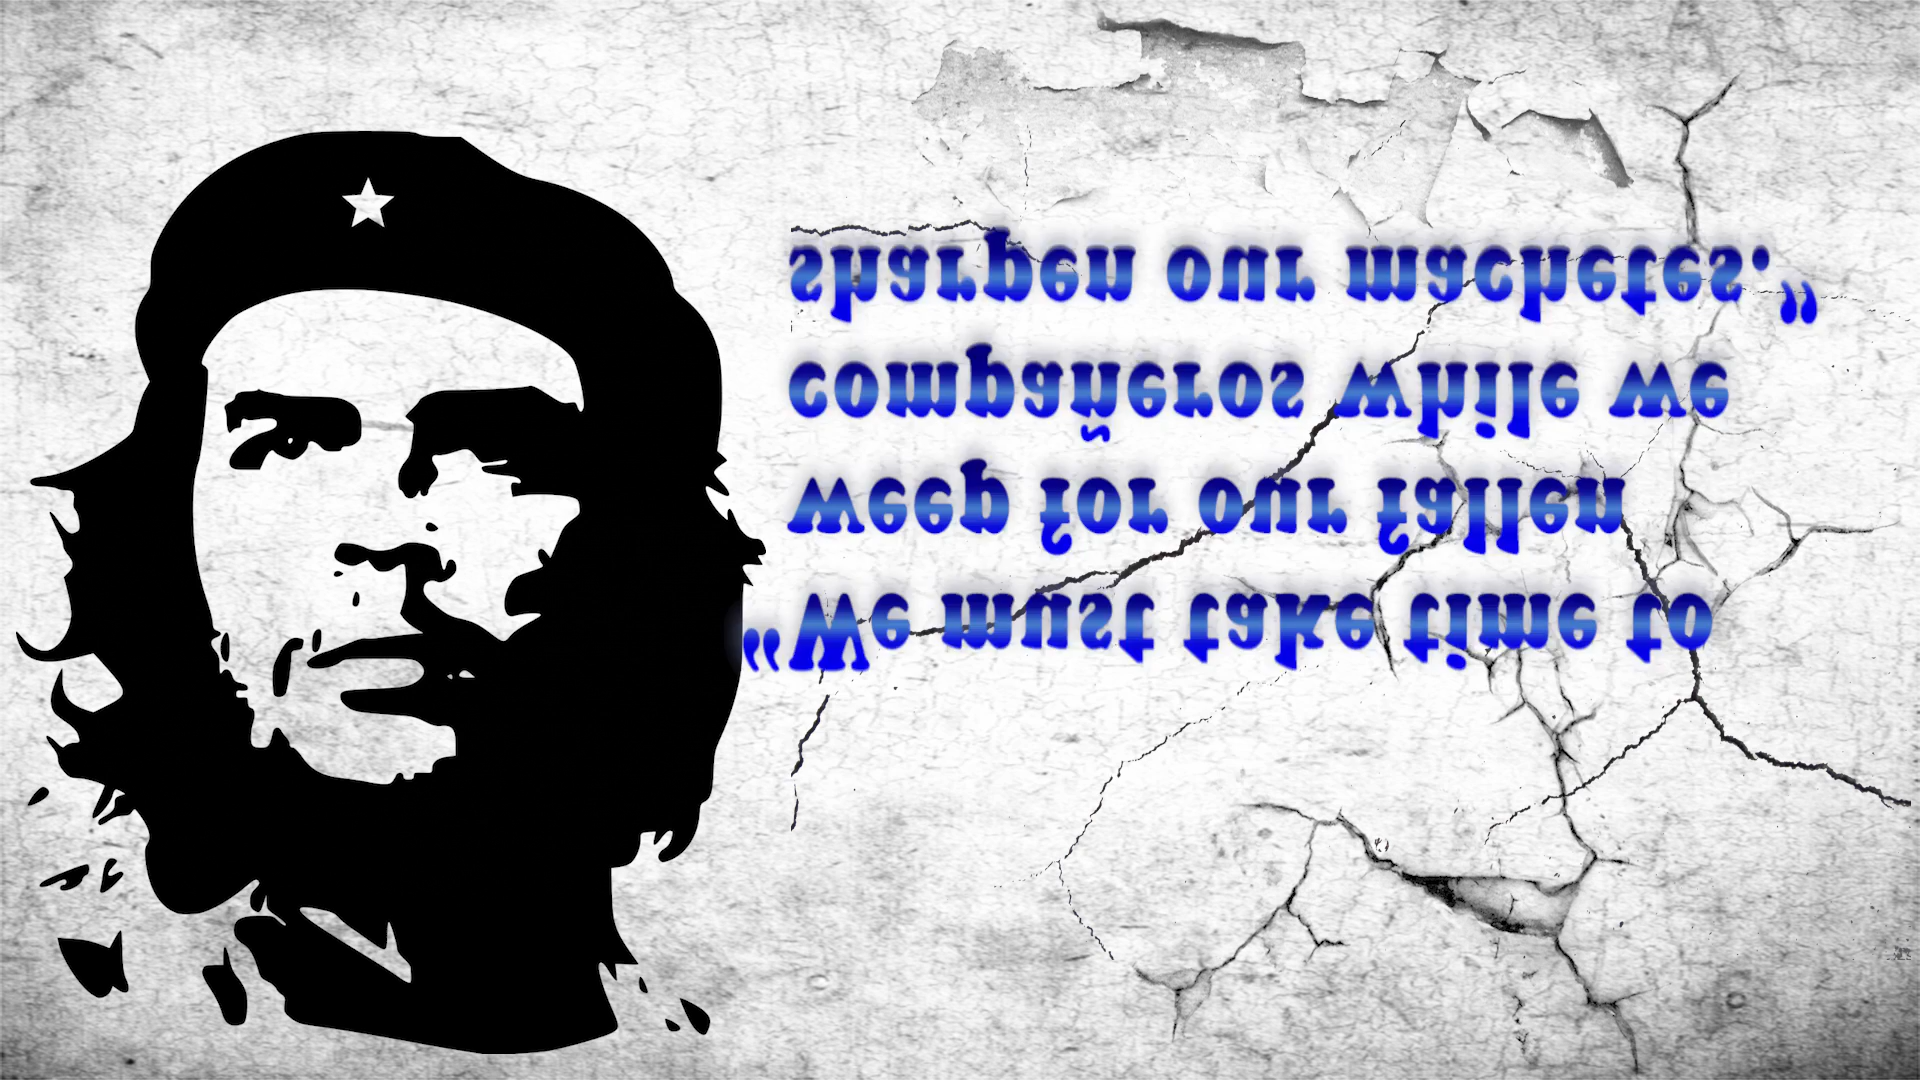 “We must take time to
weep for our fallen
compañeros while we
sharpen our machetes.”